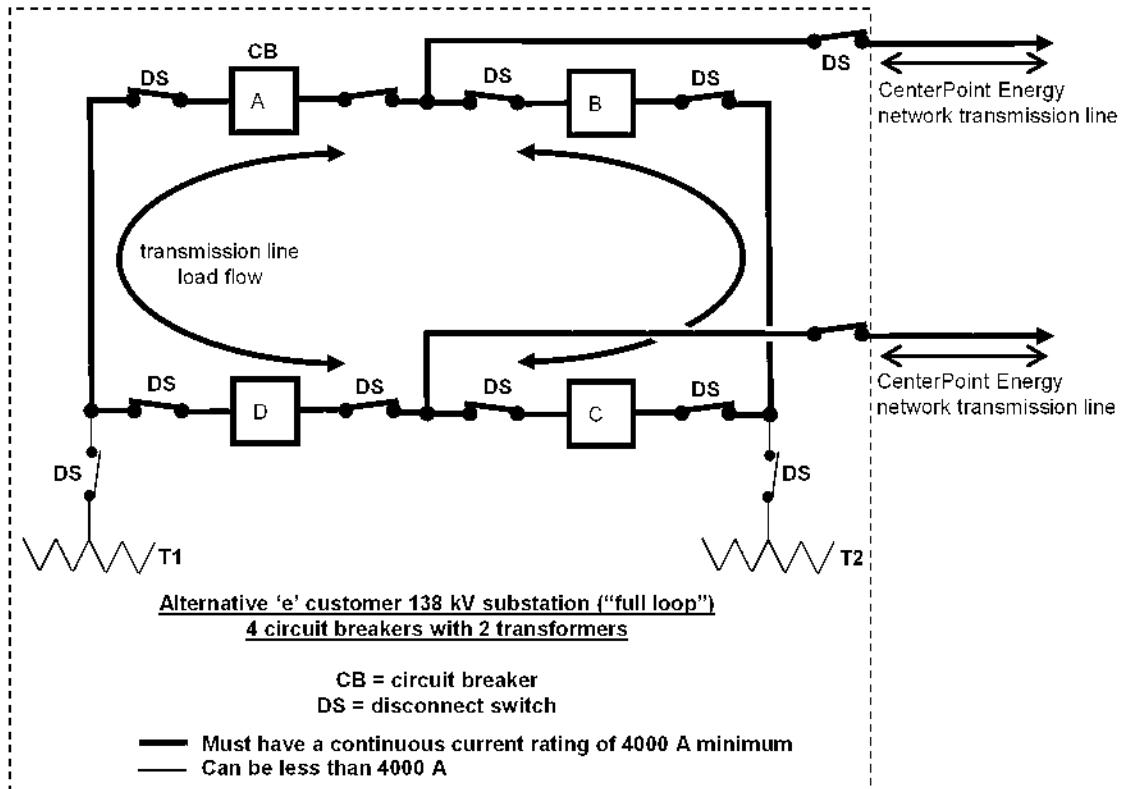 CB
DS
DS
DS
DS
A
B
CenterPoint Energy
network transmission line
transmission line
load flow
DS
DS
DS
DS
D
C
CenterPoint Energy
network transmission line
DS
DS
T1
T2
Alternative ‘e’ customer 138 kV substation (“full loop”)
4 circuit breakers with 2 transformers
CB = circuit breaker
DS = disconnect switch
Must have a continuous current rating of 4000 A minimum
Can be less than 4000 A